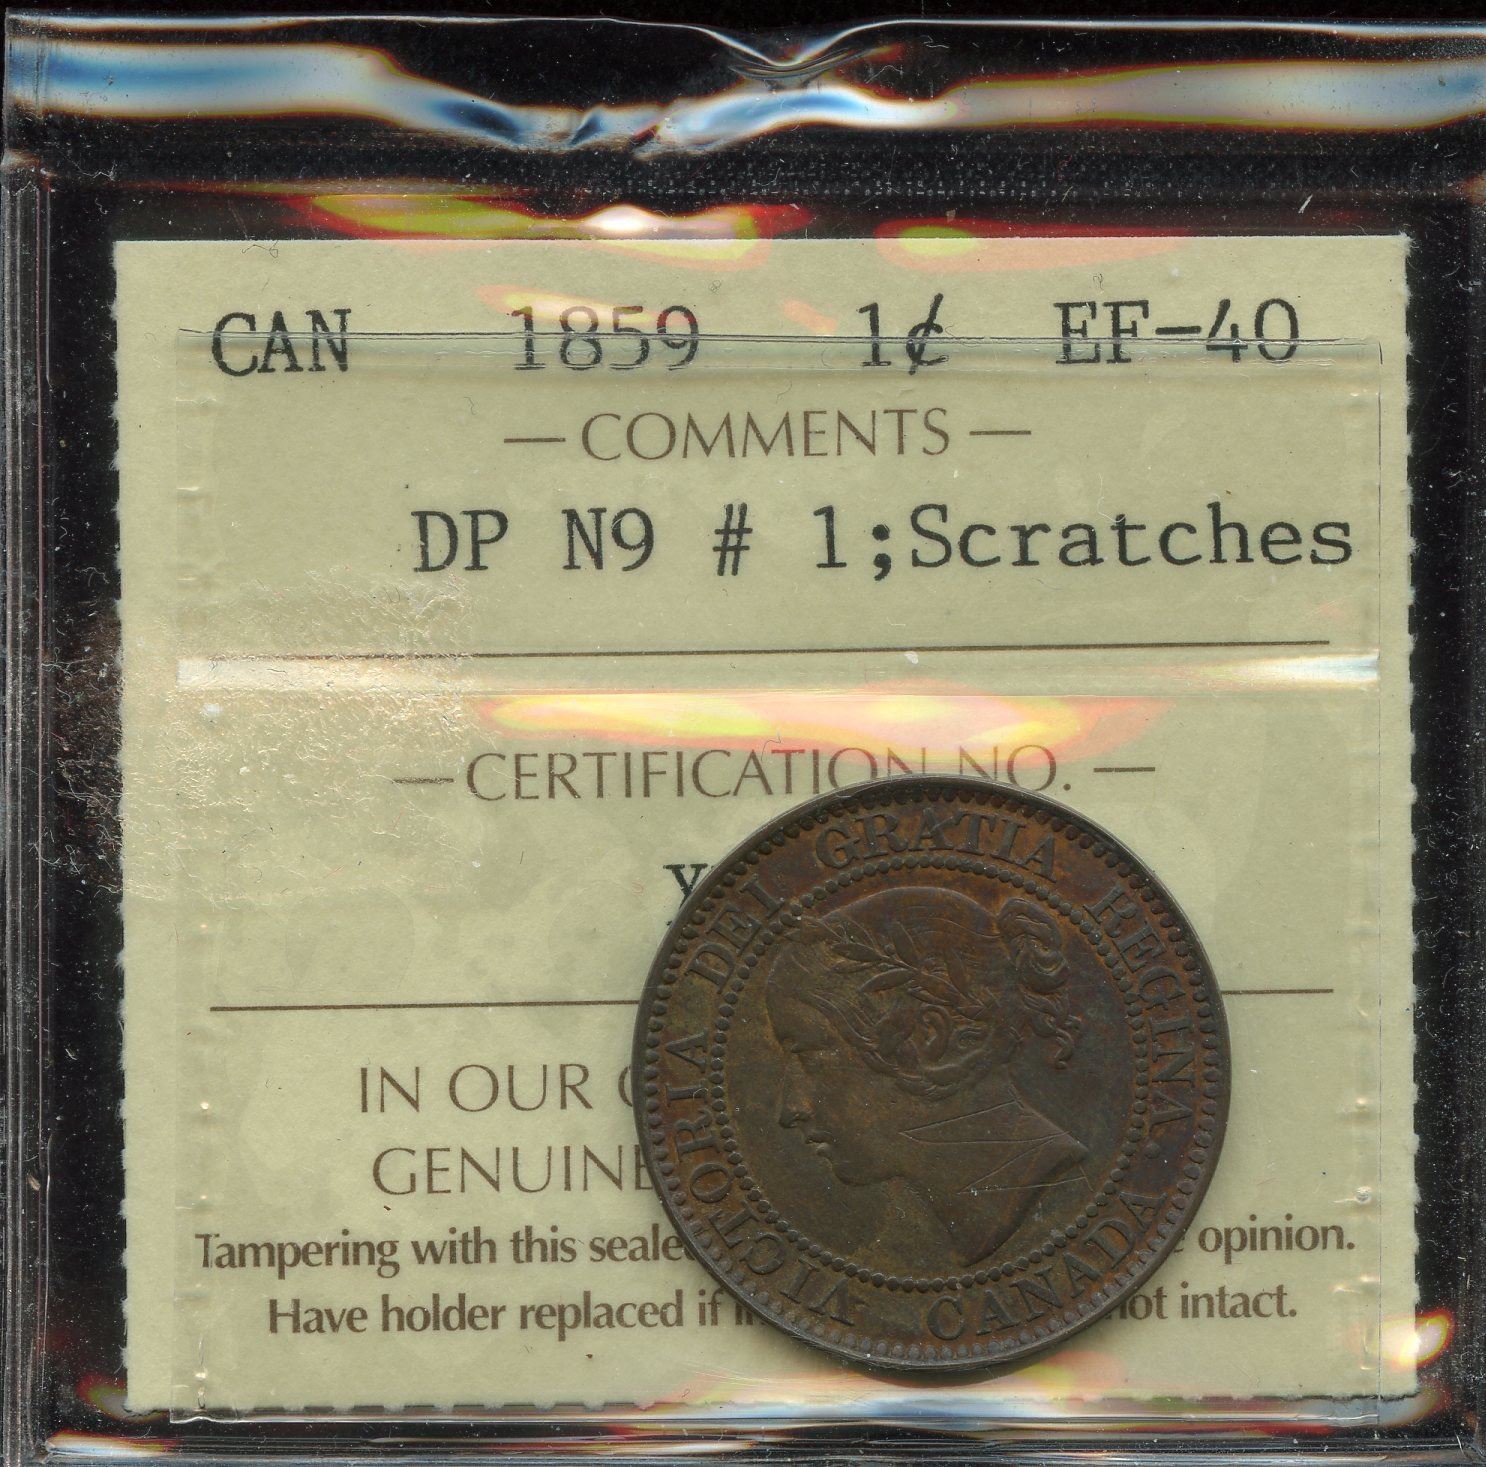 CAN 1859 1¢ EF-40
— COMMENTS —
DP N9 # 1;Scratches
— CERTIFICATION NO. —
IN OUR
GENUINE
Tampering with this opinion.
Have holder replaced if not intact.
VICTORIA DEI GRATIA REGINA.
CANADA